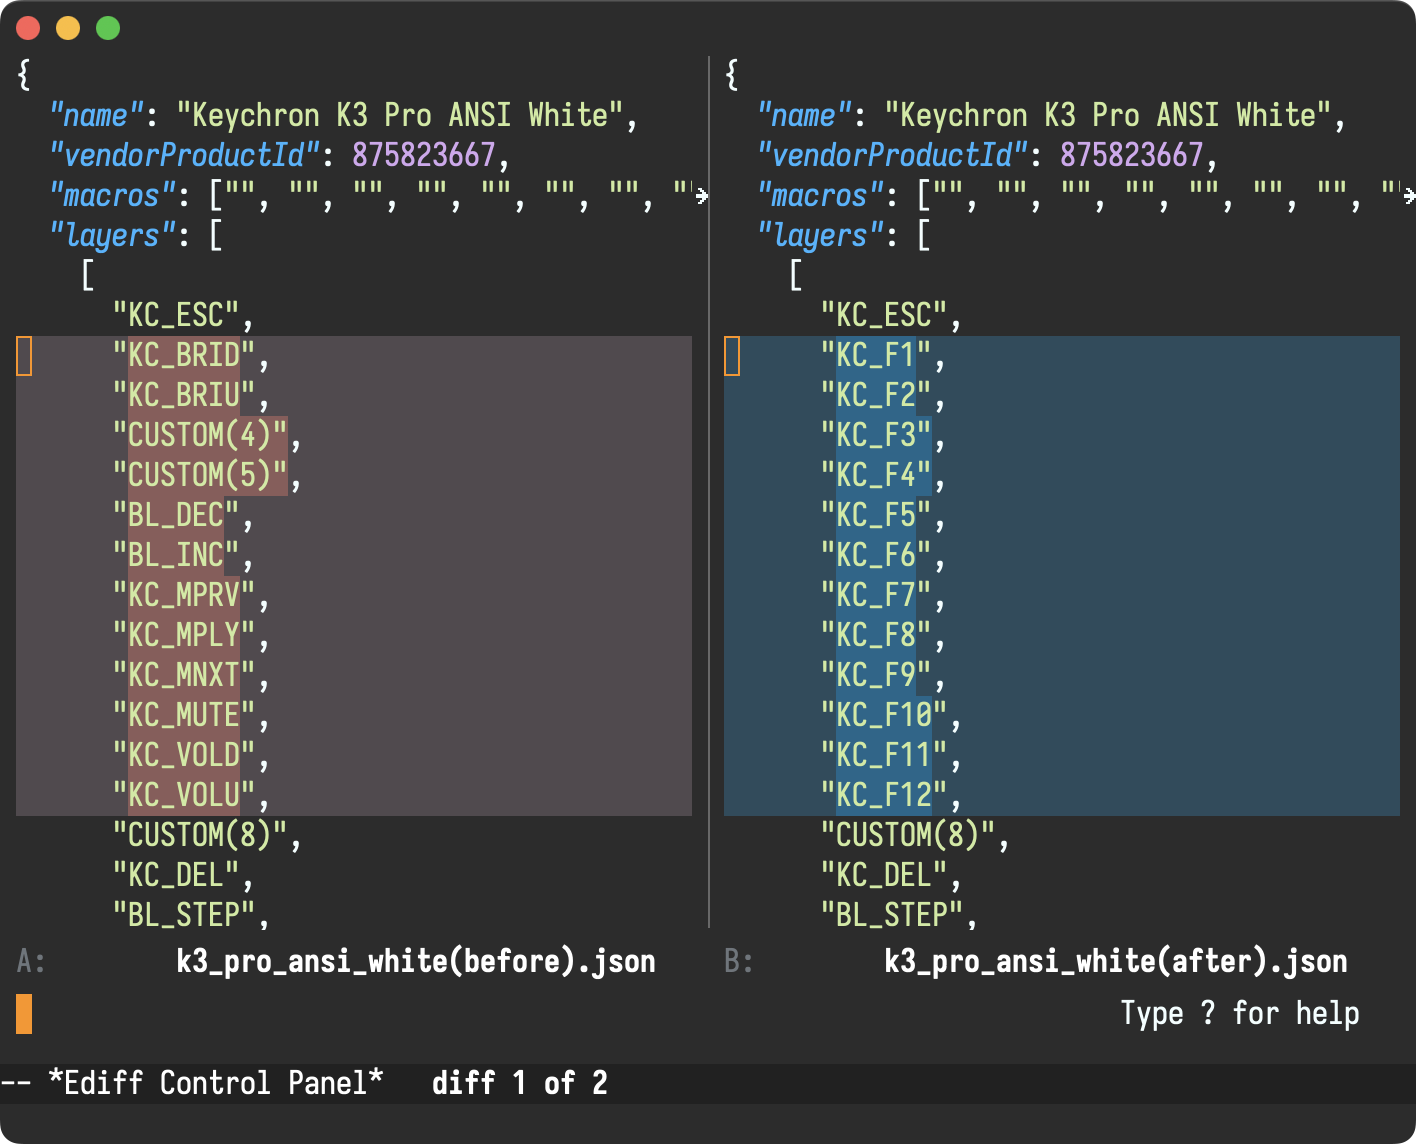 {
  "name": "Keychron K3 Pro ANSI White",
  "vendorProductId": 875823667,
  "macros": ["", "", "", "", "", "", "", "
  "layers": [
    [
      "KC_ESC",
      "KC_BRID",
      "KC_BRIU",
      "CUSTOM(4)",
      "CUSTOM(5)",
      "BL_DEC",
      "BL_INC",
      "KC_MPRV",
      "KC_MPLY",
      "KC_MNXT",
      "KC_MUTE",
      "KC_VOLD",
      "KC_VOLU",
      "CUSTOM(8)",
      "KC_DEL",
      "BL_STEP",
A: k3_pro_ansi_white(before).json
{
  "name": "Keychron K3 Pro ANSI White",
  "vendorProductId": 875823667,
  "macros": ["", "", "", "", "", "", "", "
  "layers": [
    [
      "KC_ESC",
      "KC_F1",
      "KC_F2",
      "KC_F3",
      "KC_F4",
      "KC_F5",
      "KC_F6",
      "KC_F7",
      "KC_F8",
      "KC_F9",
      "KC_F10",
      "KC_F11",
      "KC_F12",
      "CUSTOM(8)",
      "KC_DEL",
      "BL_STEP",
B: k3_pro_ansi_white(after).json
Type ? for help
-- *Ediff Control Panel* diff 1 of 2